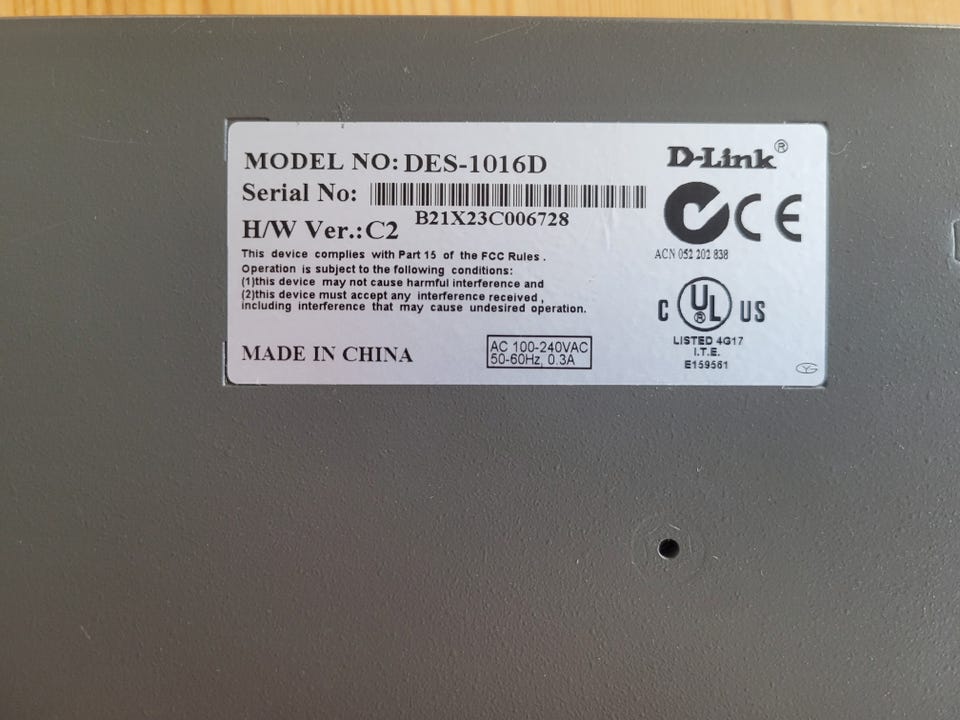 MODEL NO: DES-1016D
Serial No:
B21X23C006728
H/W Ver.: C2
This device complies with Part 15 of the FCC Rules .
Operation is subject to the following conditions:
(1)this device may not cause harmful interference and
(2)this device must accept any interference received ,
including interference that may cause undesired operation.
MADE IN CHINA
AC 100-240VAC
50-60Hz, 0.3A
D-Link®
CE
ACN 052 202 838
C UL® US
LISTED 4G17
I.T.E.
E159561
YG